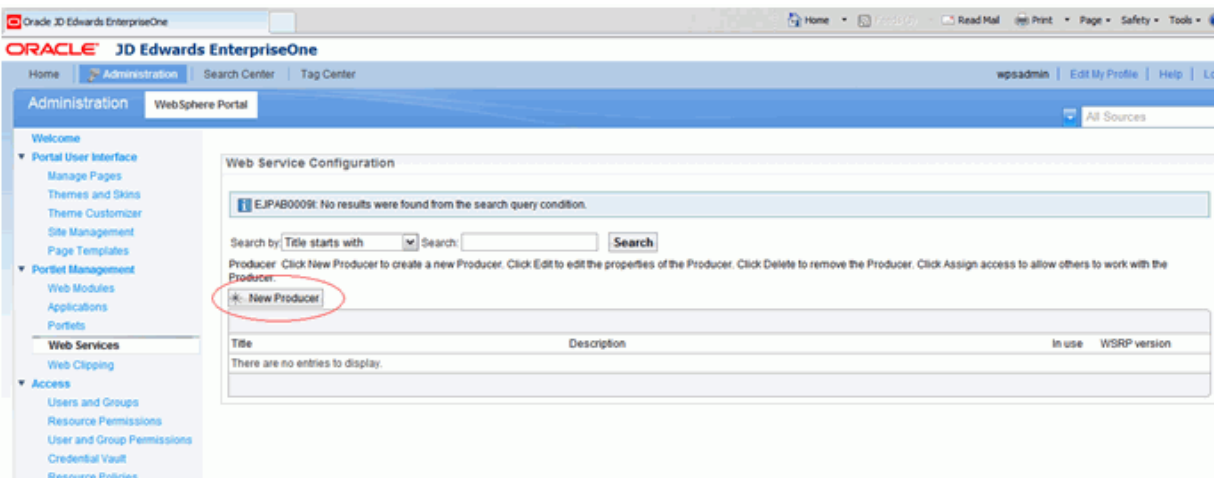 Oracle JD Edwards EnterpriseOne
Home
Read Mail
Print
Page
Safety
Tools
ORACLE JD Edwards EnterpriseOne
Home
Administration
Search Center
Tag Center
wpsadmin
Edit My Profile
Help
Administration
WebSphere Portal
All Sources
Welcome
Portal User Interface
Manage Pages
Themes and Skins
Theme Customizer
Site Management
Page Templates
Portlet Management
Web Modules
Applications
Portlets
Web Services
Web Clipping
Access
Users and Groups
Resource Permissions
User and Group Permissions
Credential Vault
Resource Policies
Web Service Configuration
EJPAB0009I: No results were found from the search query condition.
Search by: Title starts with Search: Search
Producer Click New Producer to create a new Producer. Click Edit to edit the properties of the Producer. Click Delete to remove the Producer. Click Assign access to allow others to work with the
Producer.
New Producer
Title Description In use WSRP version
There are no entries to display.